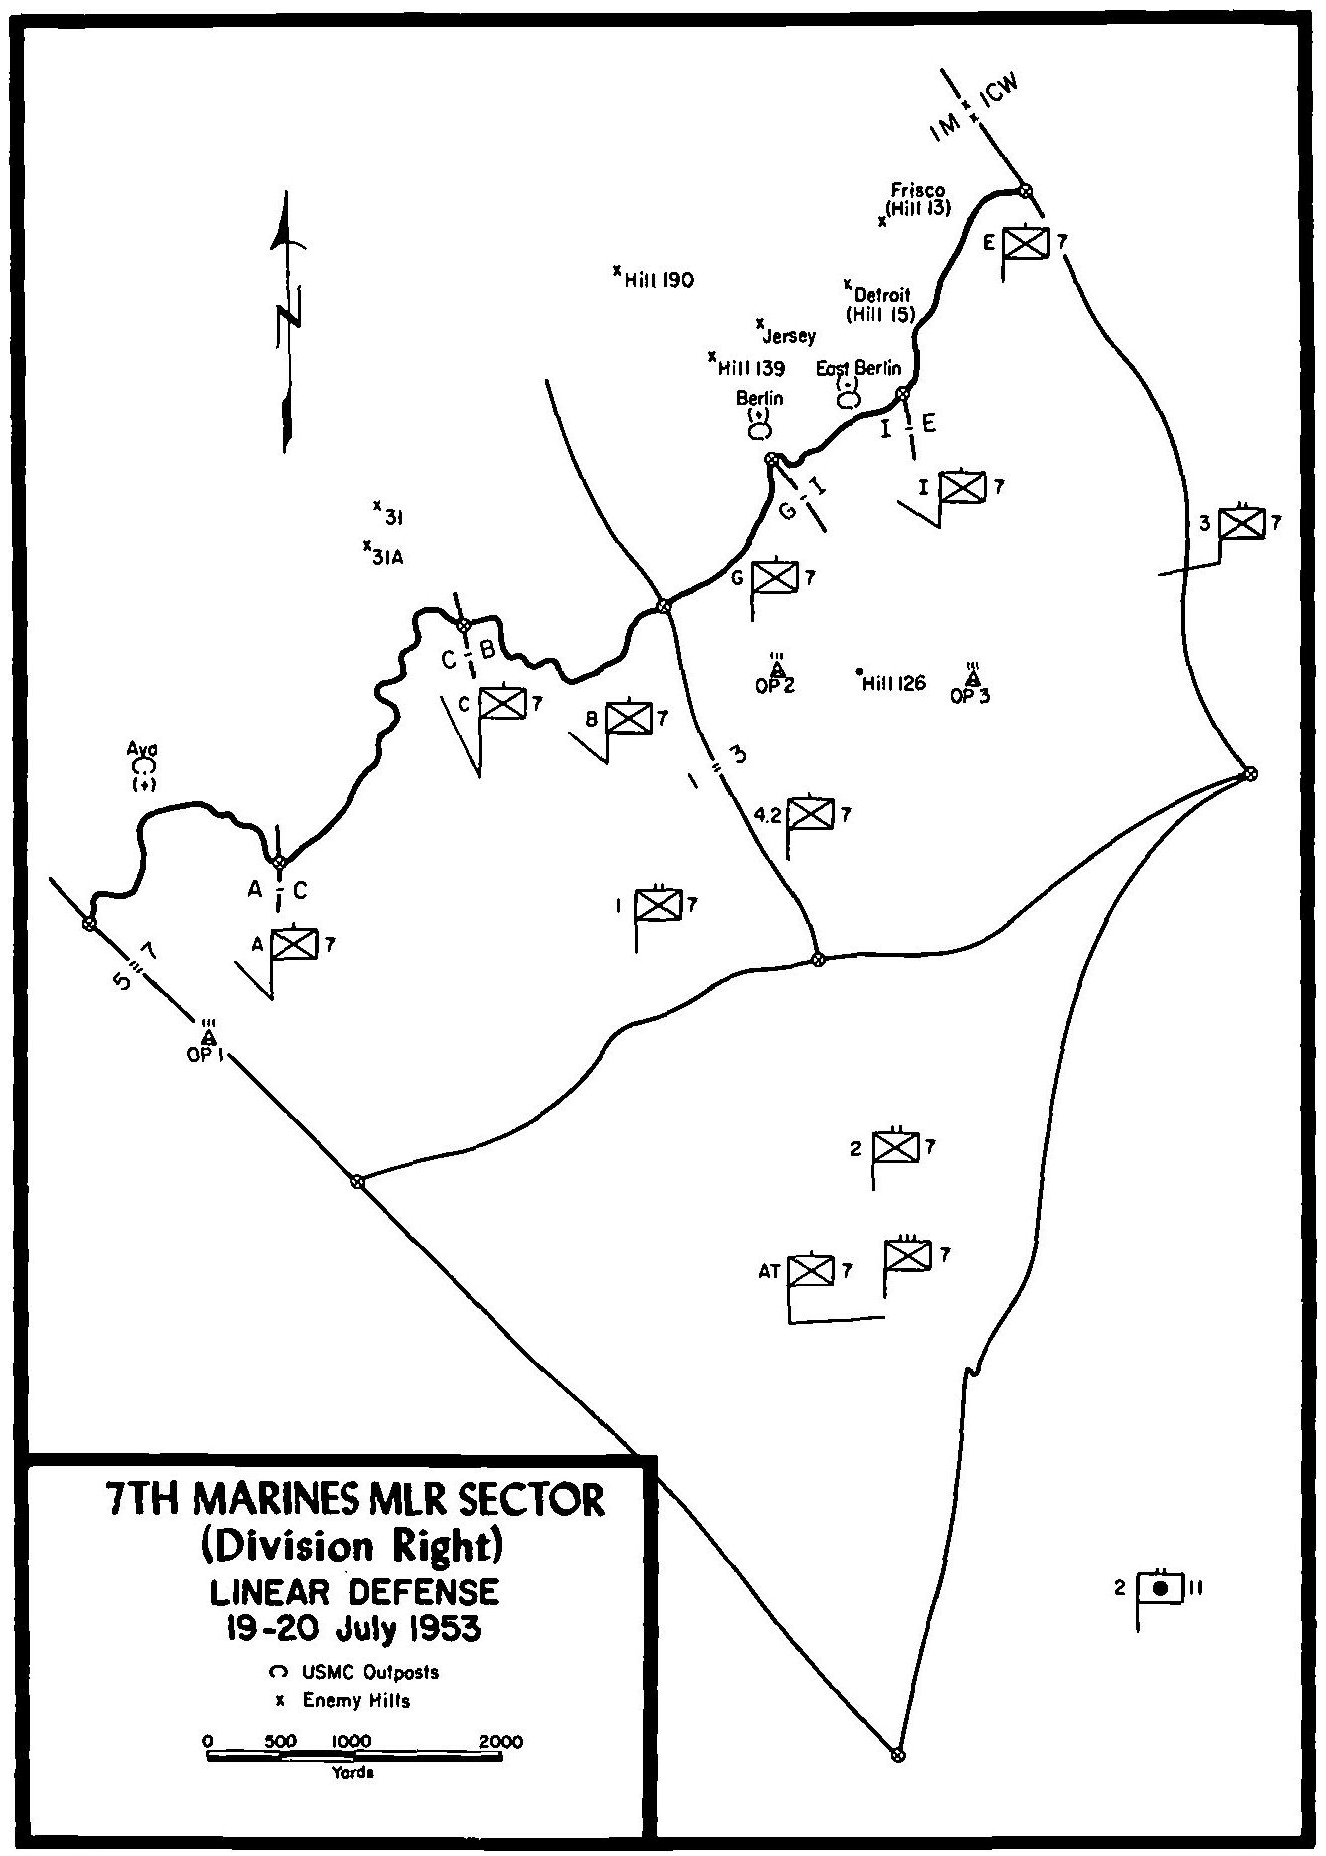 1M 1CW
Frisco
(Hill 13)
E 7
Hill 190
Detroit
(Hill 15)
Jersey
Hill 139
East Berlin
Berlin
I - E
G - I
I 7
3 7
31
31A
G 7
C - B
OP 2
Hill 126
OP 3
C 7
B 7
Ava
1 3
4.2 7
A - C
1 7
A 7
5 7
OP 1
N
2 7
AT 7
7
2 11
7TH MARINES MLR SECTOR
(Division Right)
LINEAR DEFENSE
19-20 July 1953
USMC Outposts
x Enemy Hills
0 500 1000 2000
Yards